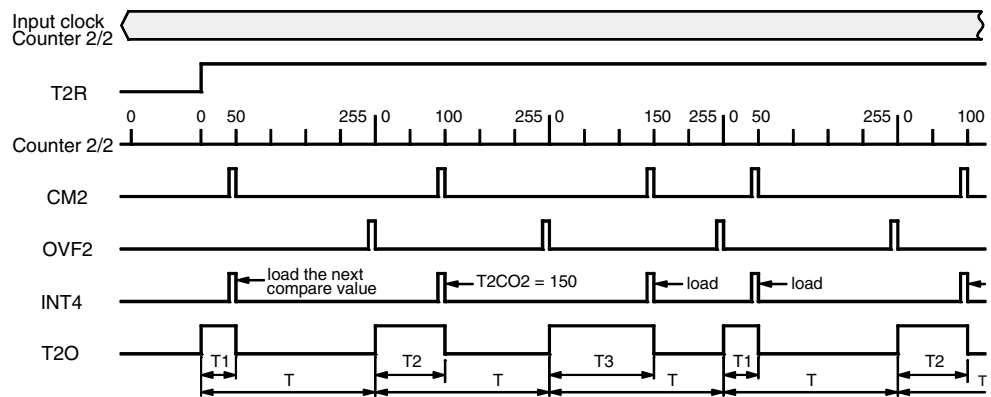 Input clock
Counter 2/2
T2R
0 0 50 255 0 100 255 0 150 255 0 50 255 0 100
Counter 2/2
CM2
OVF2
INT4
load the next
compare value
T2CO2 = 150
load
load
T2O
T1 T2 T3 T1 T2
T T T T T